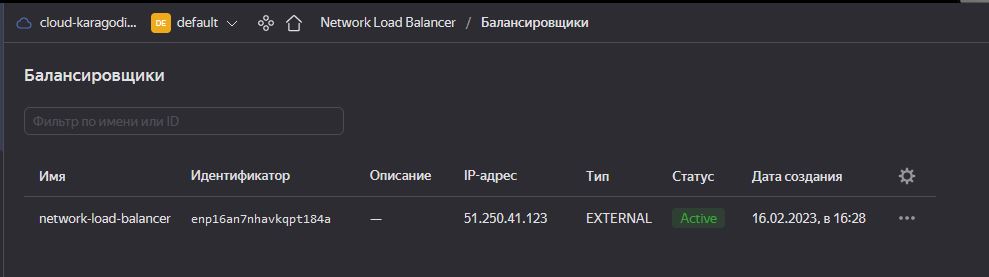 cloud-karagodi... DE default Network Load Balancer / Балансировщики
Балансировщики
Фильтр по имени или ID
Имя Идентификатор Описание IP-адрес Тип Статус Дата создания
network-load-balancer enp16an7nhavkqpt184a — 51.250.41.123 EXTERNAL Active 16.02.2023, в 16:28